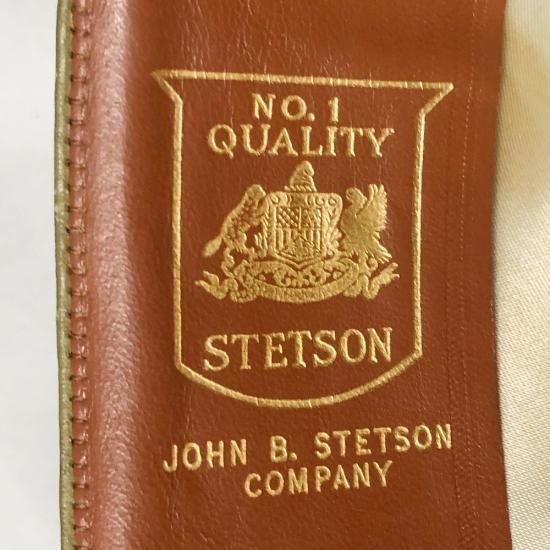 NO. 1
QUALITY
STETSON
JOHN B. STETSON
COMPANY